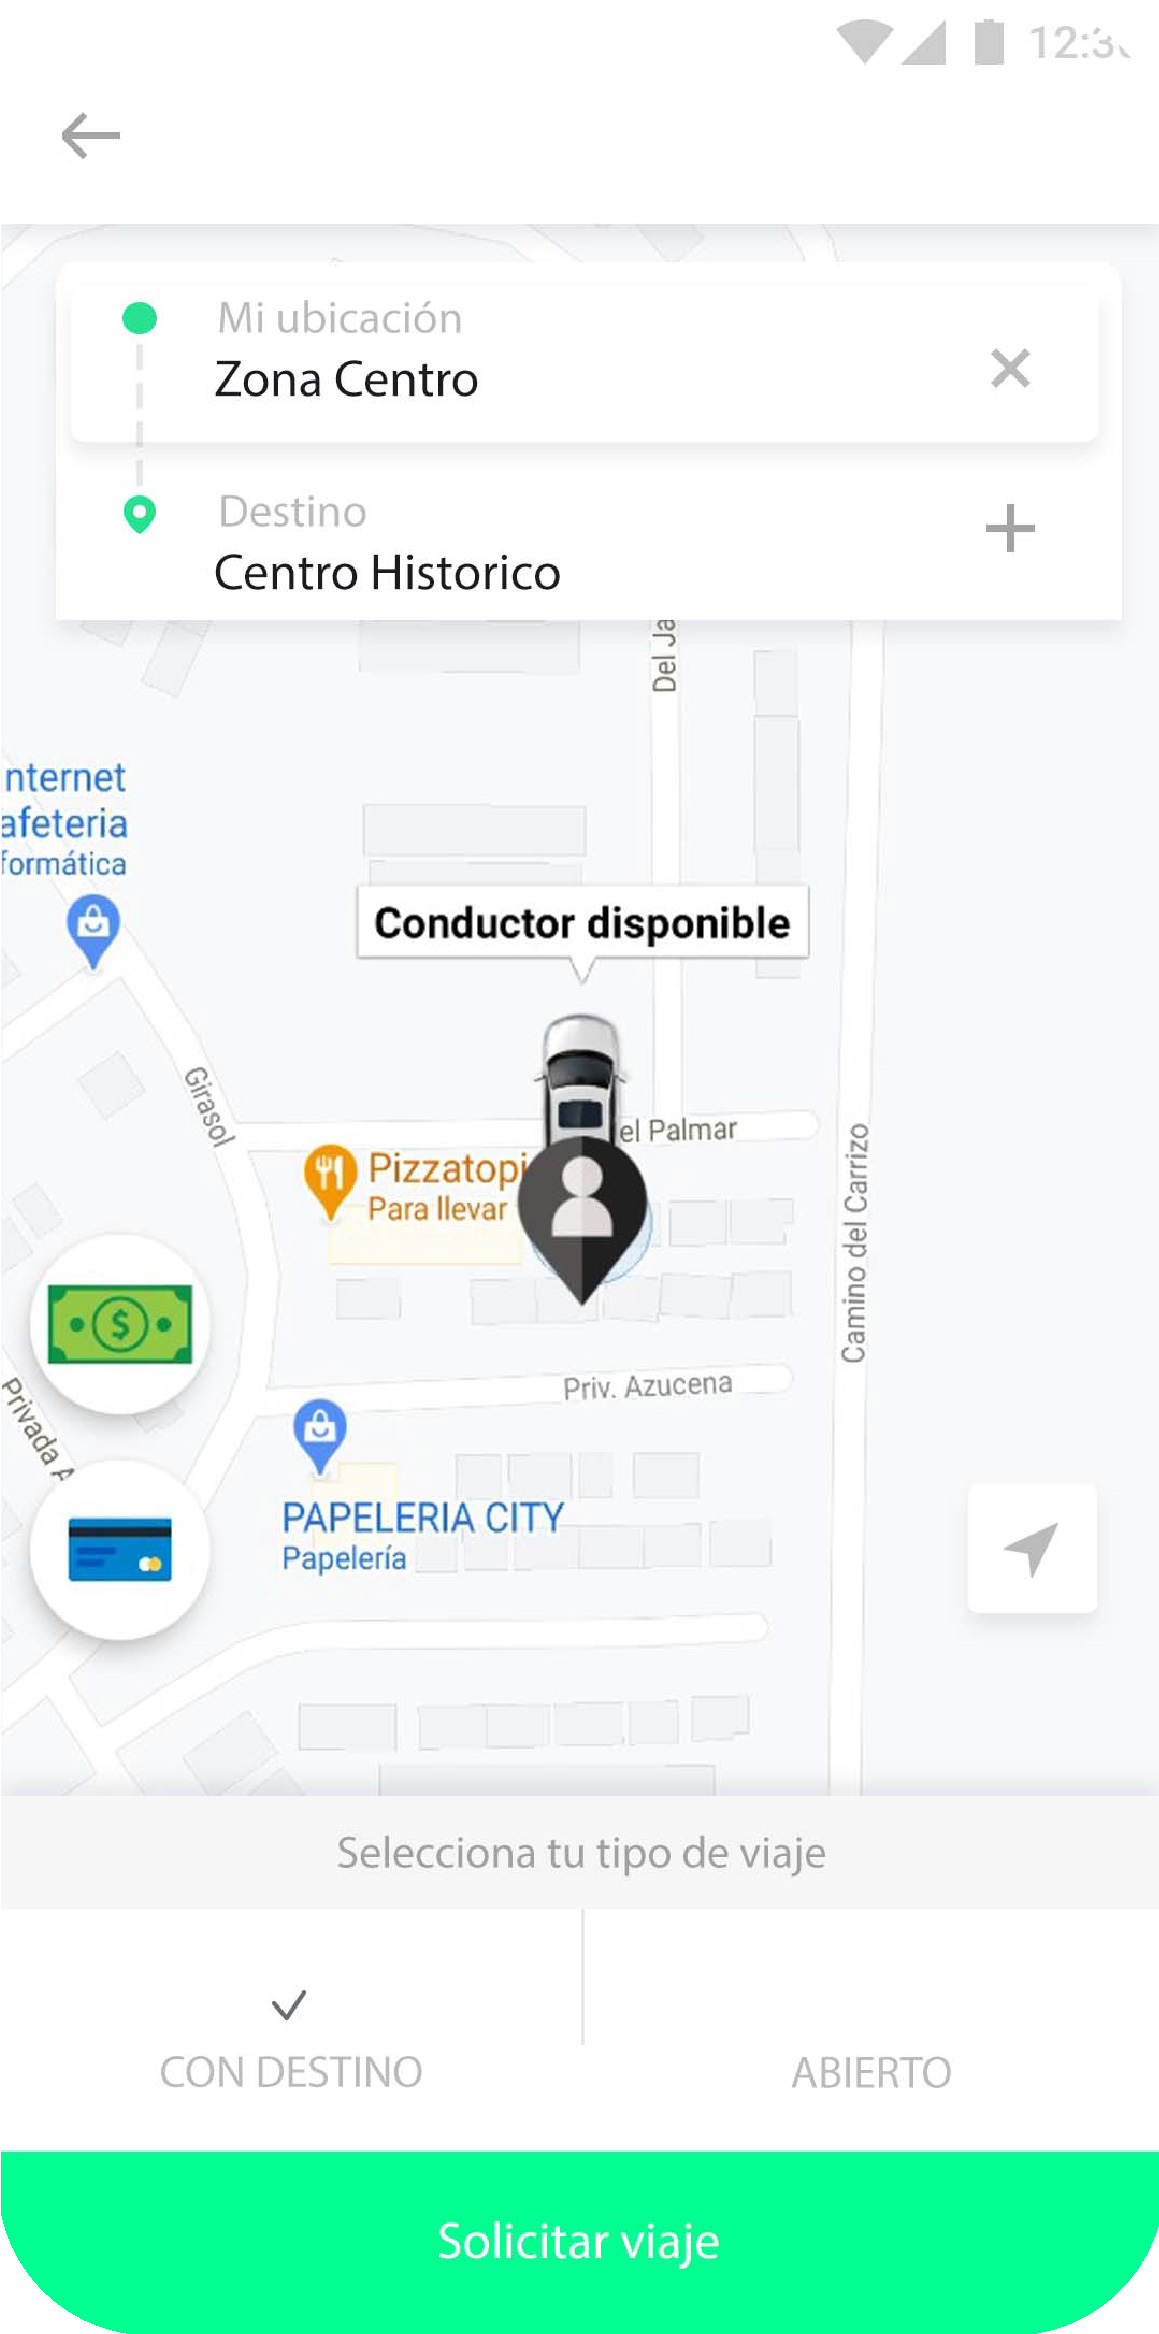 Mi ubicación
Zona Centro
Destino
Centro Historico
Del Ja
nternet
afeteria
formática
Conductor disponible
Girasol
el Palmar
Pizzatopi
Para llevar
Camino del Carrizo
$
Priv. Azucena
Privada A
PAPELERIA CITY
Papelería
Selecciona tu tipo de viaje
CON DESTINO
ABIERTO
Solicitar viaje